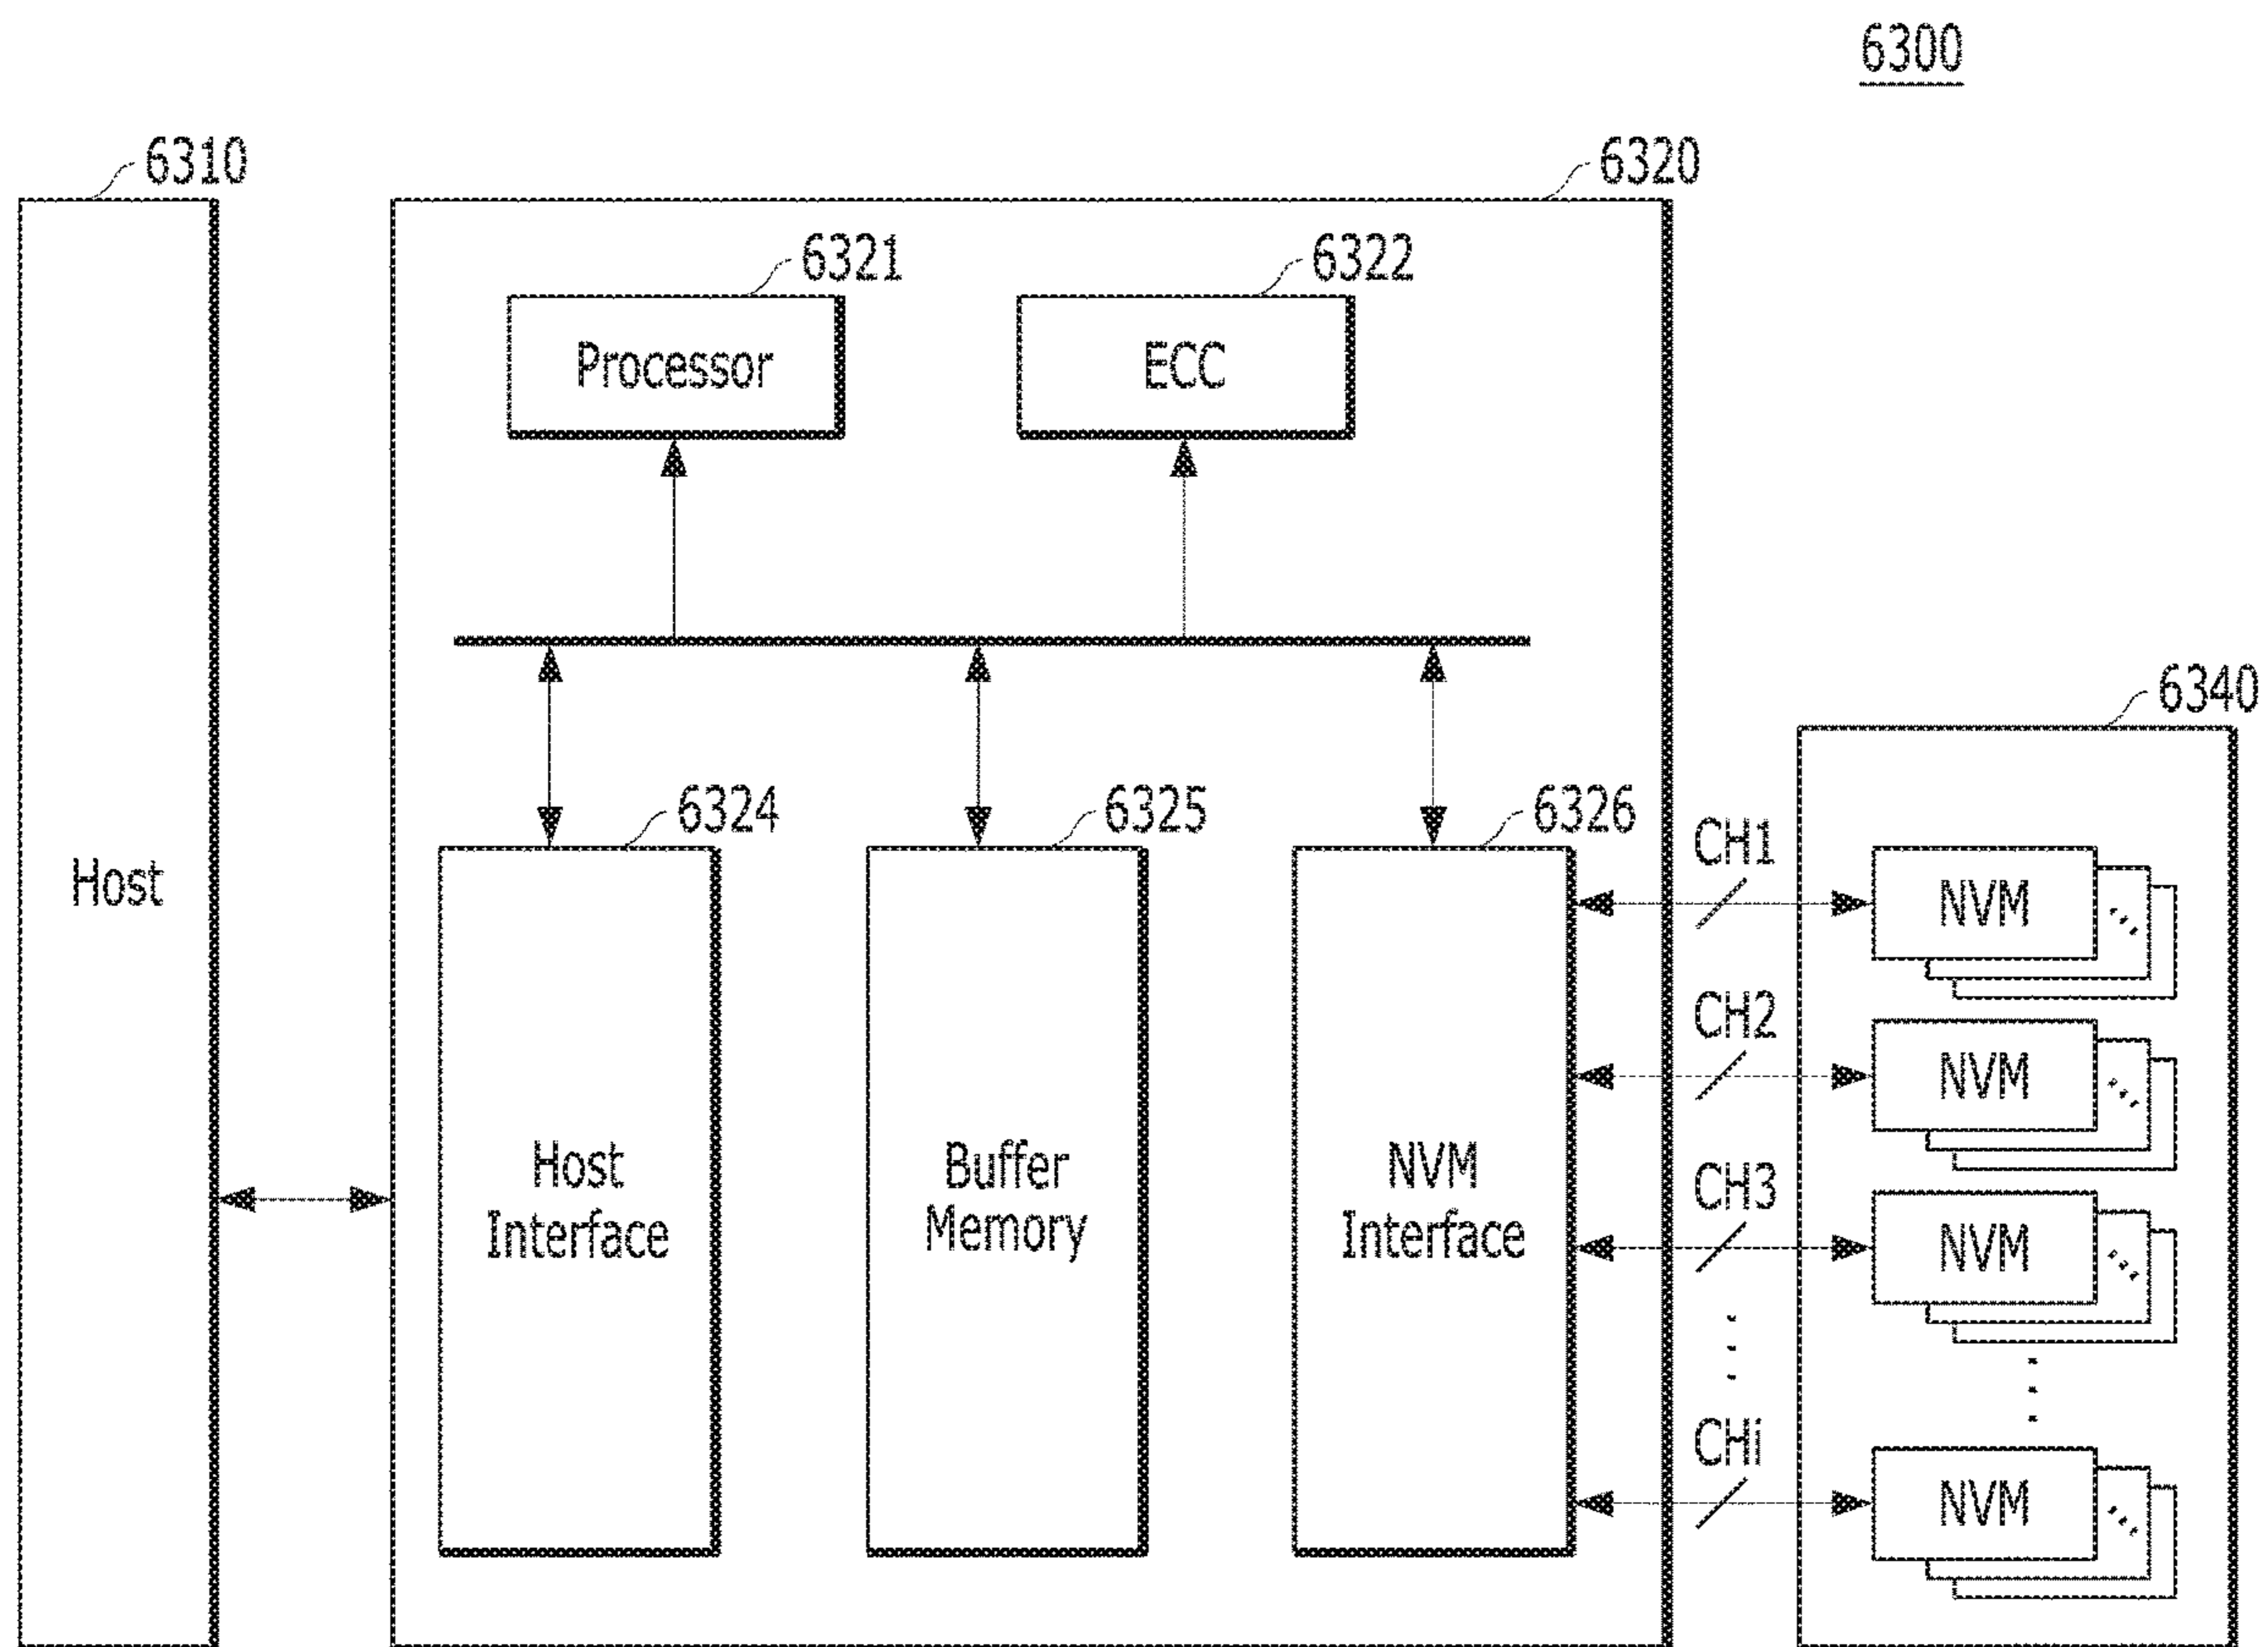 6300
6310
6320
6321
6322
Processor
ECC
6340
6324
6325
6326
CH1
Host
NVM
CH2
NVM
Host
Interface
Buffer
Memory
NVM
Interface
CH3
NVM
CHi
NVM